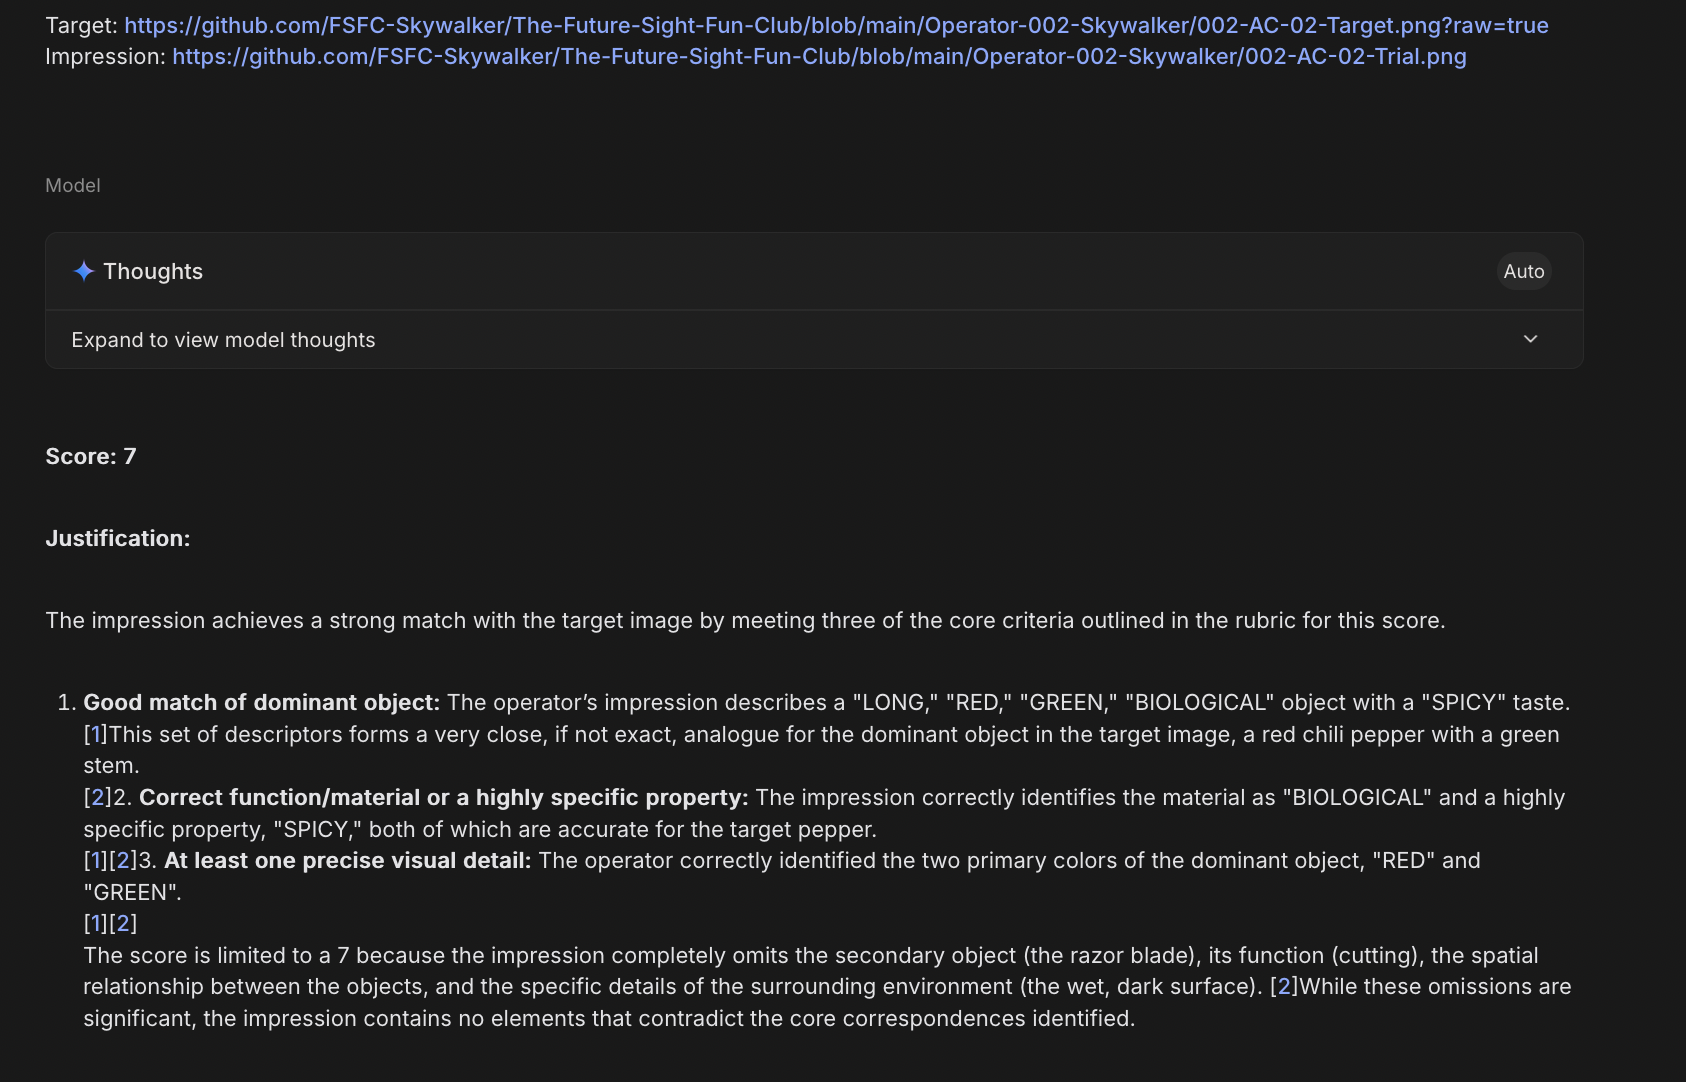 Target: https://github.com/FSFC-Skywalker/The-Future-Sight-Fun-Club/blob/main/Operator-002-Skywalker/002-AC-02-Target.png?raw=true
Impression: https://github.com/FSFC-Skywalker/The-Future-Sight-Fun-Club/blob/main/Operator-002-Skywalker/002-AC-02-Trial.png
Model
Thoughts
Auto
Expand to view model thoughts
Score: 7
Justification:
The impression achieves a strong match with the target image by meeting three of the core criteria outlined in the rubric for this score.
1. Good match of dominant object: The operator’s impression describes a "LONG," "RED," "GREEN," "BIOLOGICAL" object with a "SPICY" taste.
[1]This set of descriptors forms a very close, if not exact, analogue for the dominant object in the target image, a red chili pepper with a green
stem.
[2]2. Correct function/material or a highly specific property: The impression correctly identifies the material as "BIOLOGICAL" and a highly
specific property, "SPICY," both of which are accurate for the target pepper.
[1][2]3. At least one precise visual detail: The operator correctly identified the two primary colors of the dominant object, "RED" and
"GREEN".
[1][2]
The score is limited to a 7 because the impression completely omits the secondary object (the razor blade), its function (cutting), the spatial
relationship between the objects, and the specific details of the surrounding environment (the wet, dark surface). [2]While these omissions are
significant, the impression contains no elements that contradict the core correspondences identified.